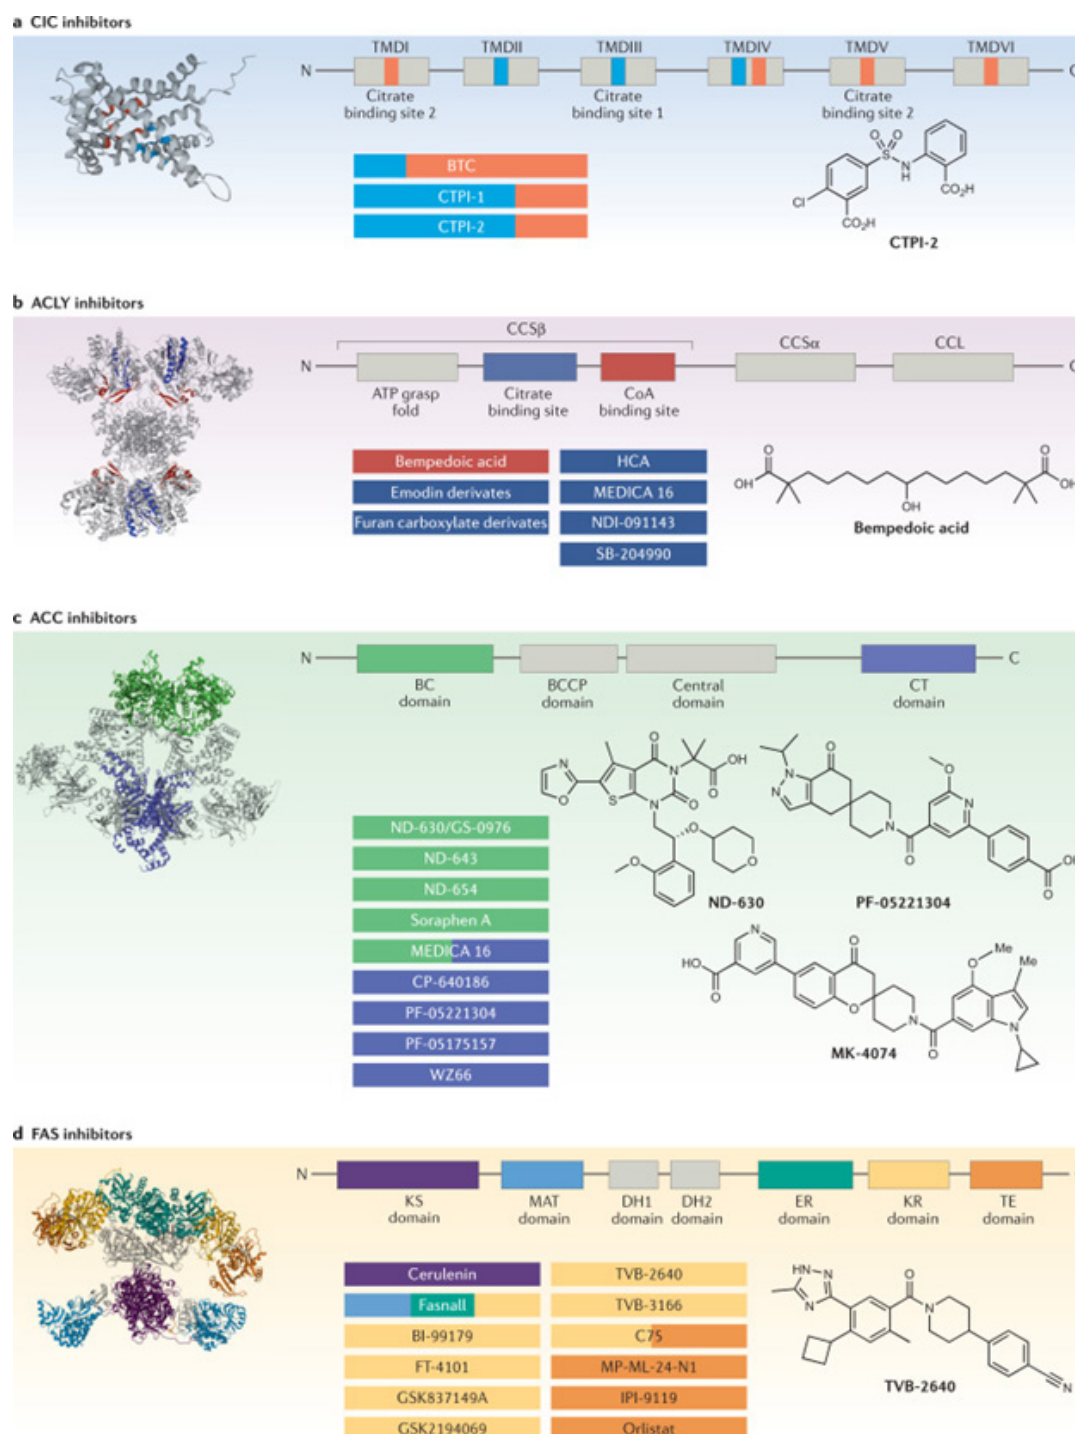 a CIC inhibitors
TMDI TMDII TMDIII TMDIV TMDV TMDVI
N C
Citrate
binding site 2
Citrate
binding site 1
Citrate
binding site 2
BTC
CTPI-1
CTPI-2
O O
S
N
H
Cl
CO₂H
CO₂H
CTPI-2
b ACLY inhibitors
CCSβ
CCSα
CCL
N C
ATP grasp
fold
Citrate
binding site
CoA
binding site
Bempedoic acid
Emodin derivates
Furan carboxylate derivates
HCA
MEDICA 16
NDI-091143
SB-204990
O O
OH OH
OH
Bempedoic acid
c ACC inhibitors
N C
BC
domain
BCCP
domain
Central
domain
CT
domain
ND-630/GS-0976
ND-643
ND-654
Soraphen A
MEDICA 16
CP-640186
PF-05221304
PF-05175157
WZ66
O
N
N
O
S
N
O
OH
O
O
O
O
ND-630
N
N
O
O
N
N
O
O
OH
PF-05221304
N
HO
O
O
O
N
O
O
Me
Me
N
MK-4074
d FAS inhibitors
N
KS
domain
MAT
domain
DH1
domain
DH2
domain
ER
domain
KR
domain
TE
domain
Cerulenin
Fasnall
BI-99179
FT-4101
GSK837149A
GSK2194069
TVB-2640
TVB-3166
C75
MP-ML-24-N1
IPI-9119
Orlistat
HN-N
N
O
N
N
TVB-2640